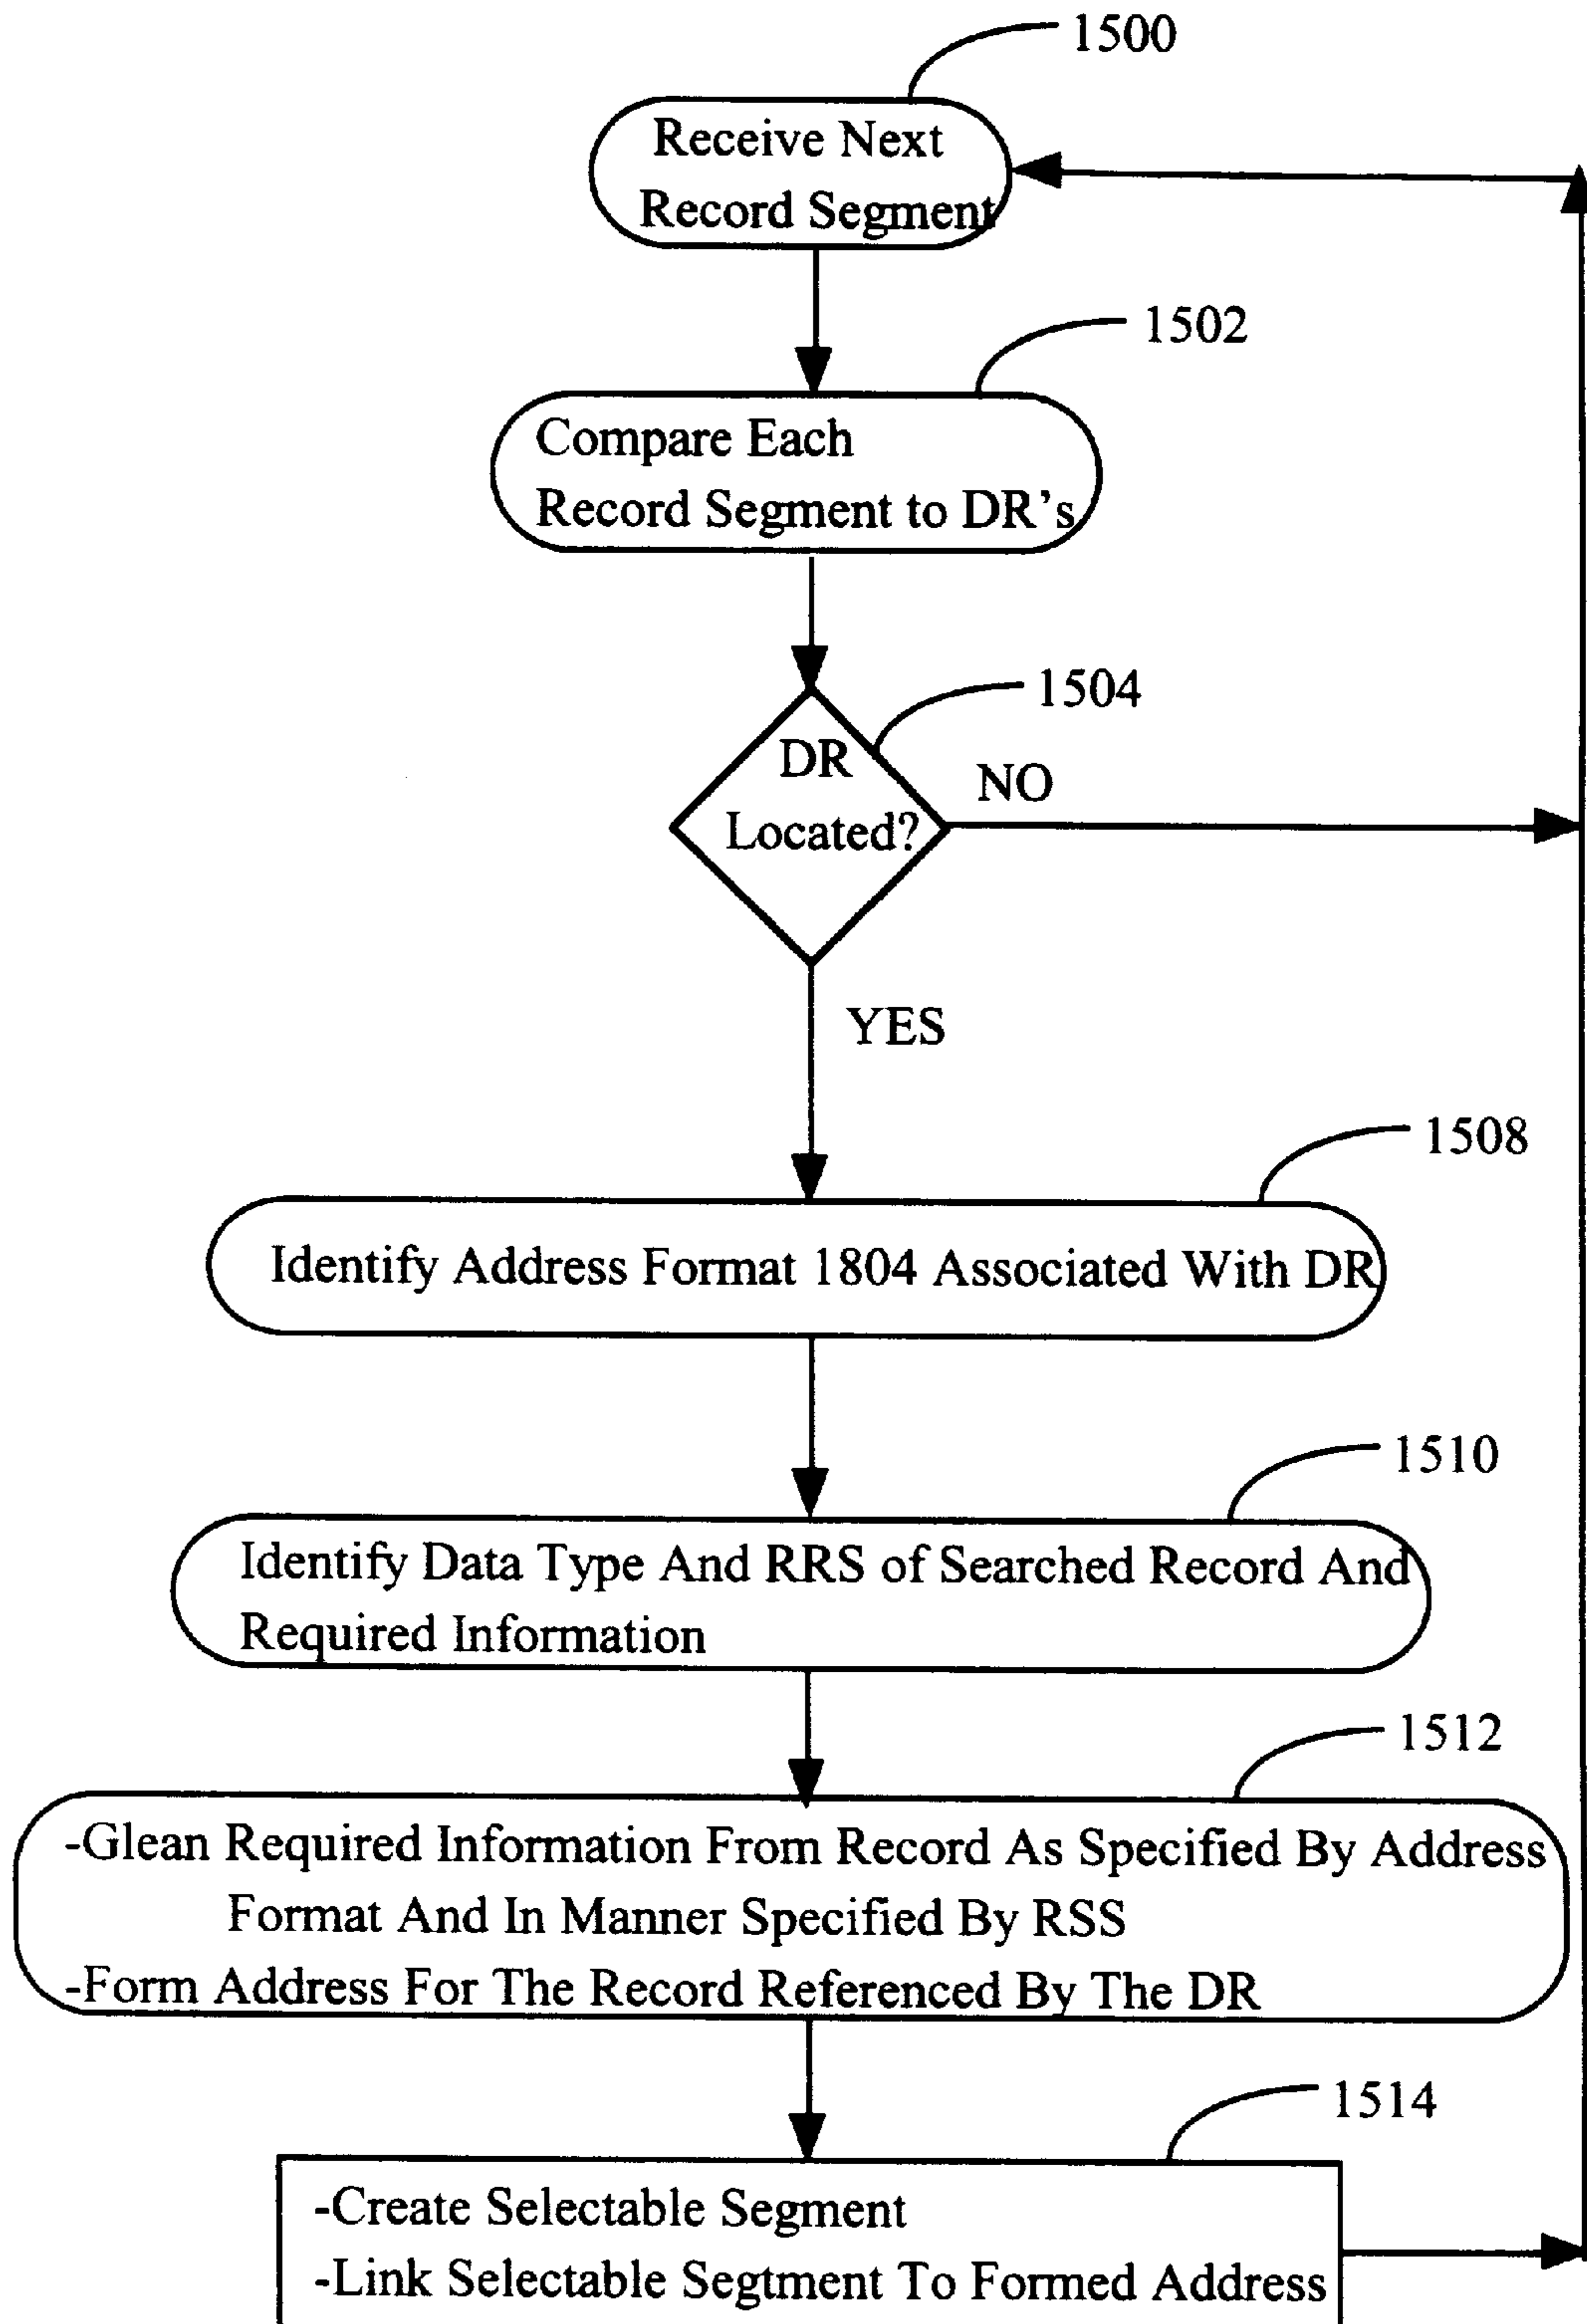 1500
Receive Next
Record Segment
1502
Compare Each
Record Segment to DR's
1504
DR
Located?
NO
YES
1508
Identify Address Format 1804 Associated With DR
1510
Identify Data Type And RRS of Searched Record And
Required Information
1512
-Glean Required Information From Record As Specified By Address
Format And In Manner Specified By RSS
-Form Address For The Record Referenced By The DR
1514
-Create Selectable Segment
-Link Selectable Segtment To Formed Address